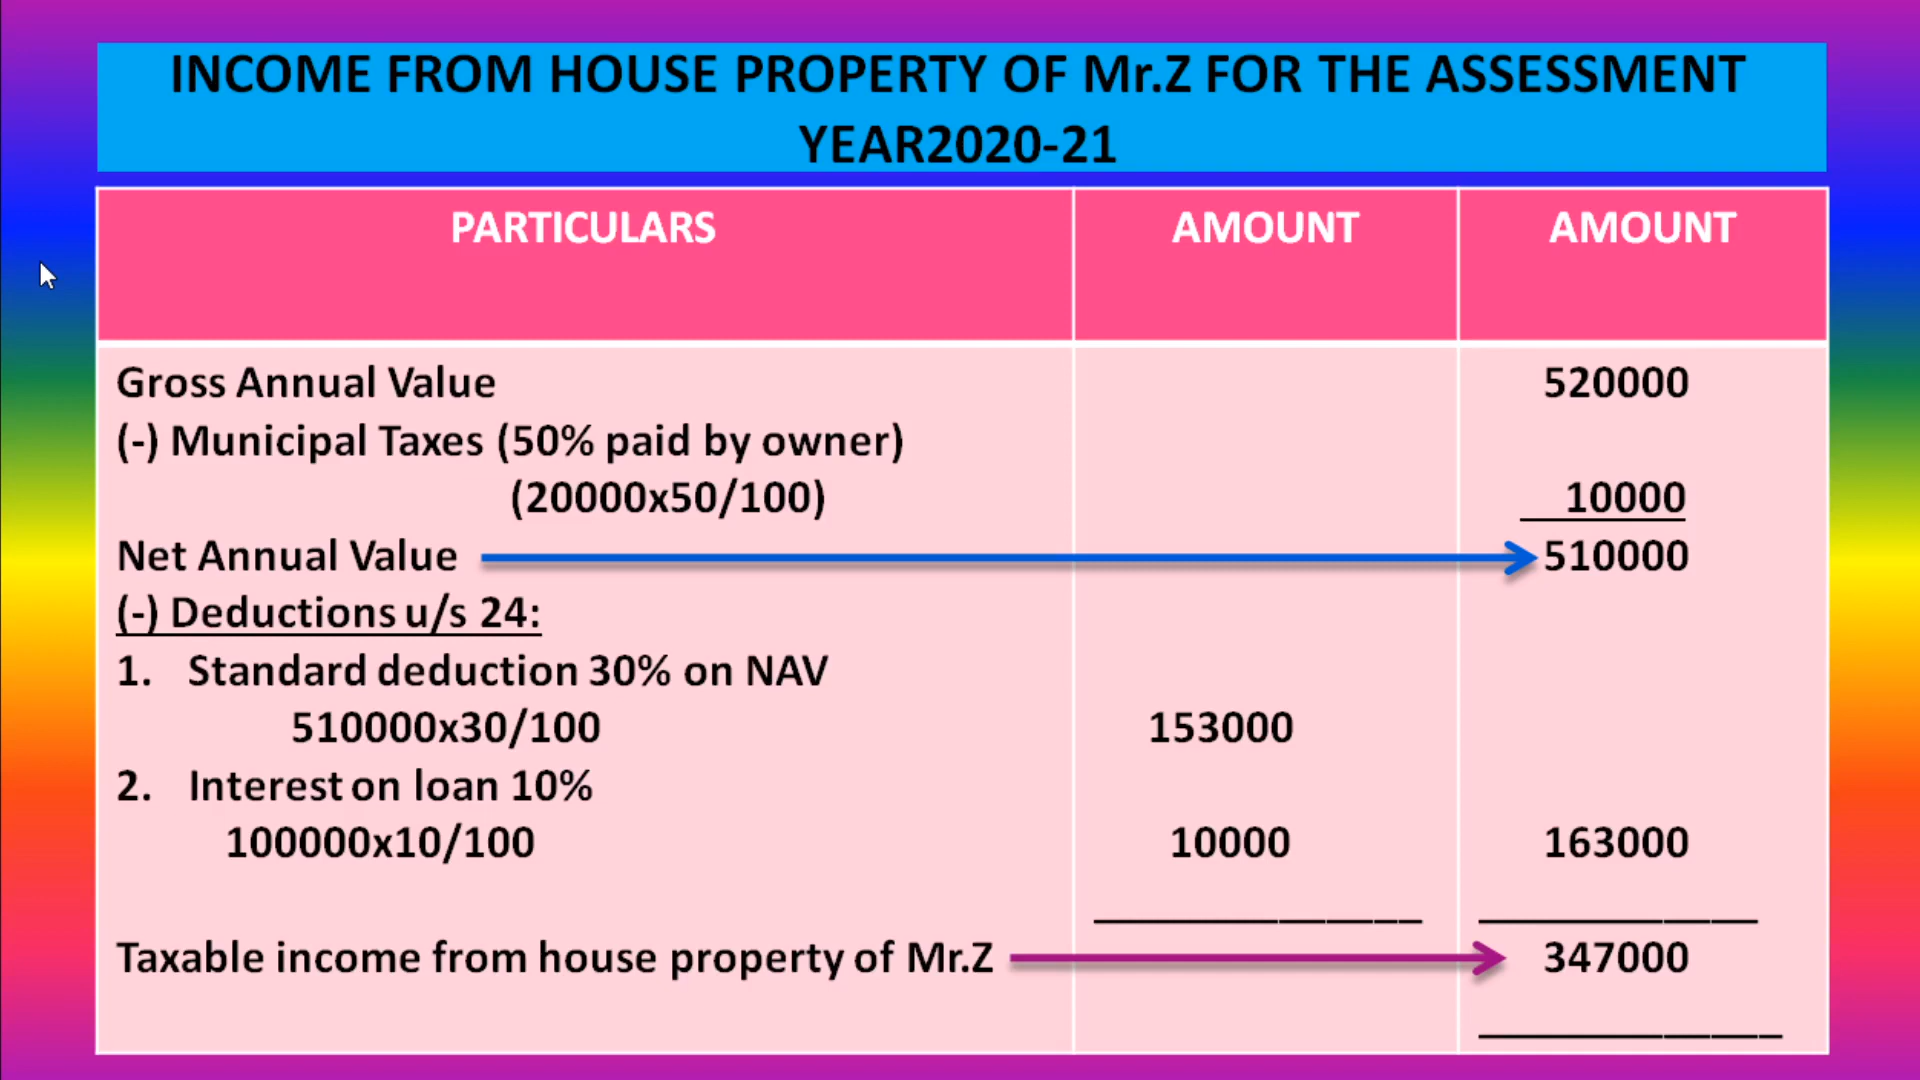 INCOME FROM HOUSE PROPERTY OF Mr.Z FOR THE ASSESSMENT
YEAR2020-21
PARTICULARS AMOUNT AMOUNT
Gross Annual Value 520000
(-) Municipal Taxes (50% paid by owner)
(20000x50/100) 10000
Net Annual Value 510000
(-) Deductions u/s 24:
1. Standard deduction 30% on NAV
510000x30/100 153000
2. Interest on loan 10%
100000x10/100 10000 163000
Taxable income from house property of Mr.Z 347000